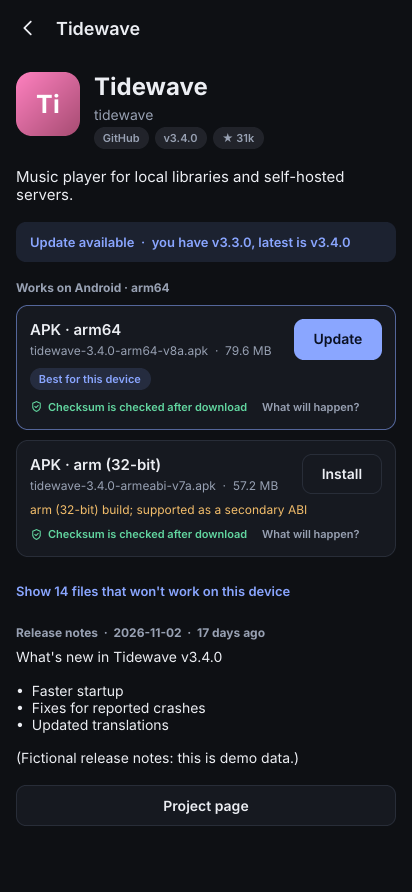 Tidewave
Ti
Tidewave
tidewave
GitHub
v3.4.0
★ 31k
Music player for local libraries and self-hosted
servers.
Update available · you have v3.3.0, latest is v3.4.0
Works on Android · arm64
APK · arm64
tidewave-3.4.0-arm64-v8a.apk · 79.6 MB
Update
Best for this device
Checksum is checked after download What will happen?
APK · arm (32-bit)
tidewave-3.4.0-armeabi-v7a.apk · 57.2 MB
Install
arm (32-bit) build; supported as a secondary ABI
Checksum is checked after download What will happen?
Show 14 files that won't work on this device
Release notes · 2026-11-02 · 17 days ago
What's new in Tidewave v3.4.0
• Faster startup
• Fixes for reported crashes
• Updated translations
(Fictional release notes: this is demo data.)
Project page